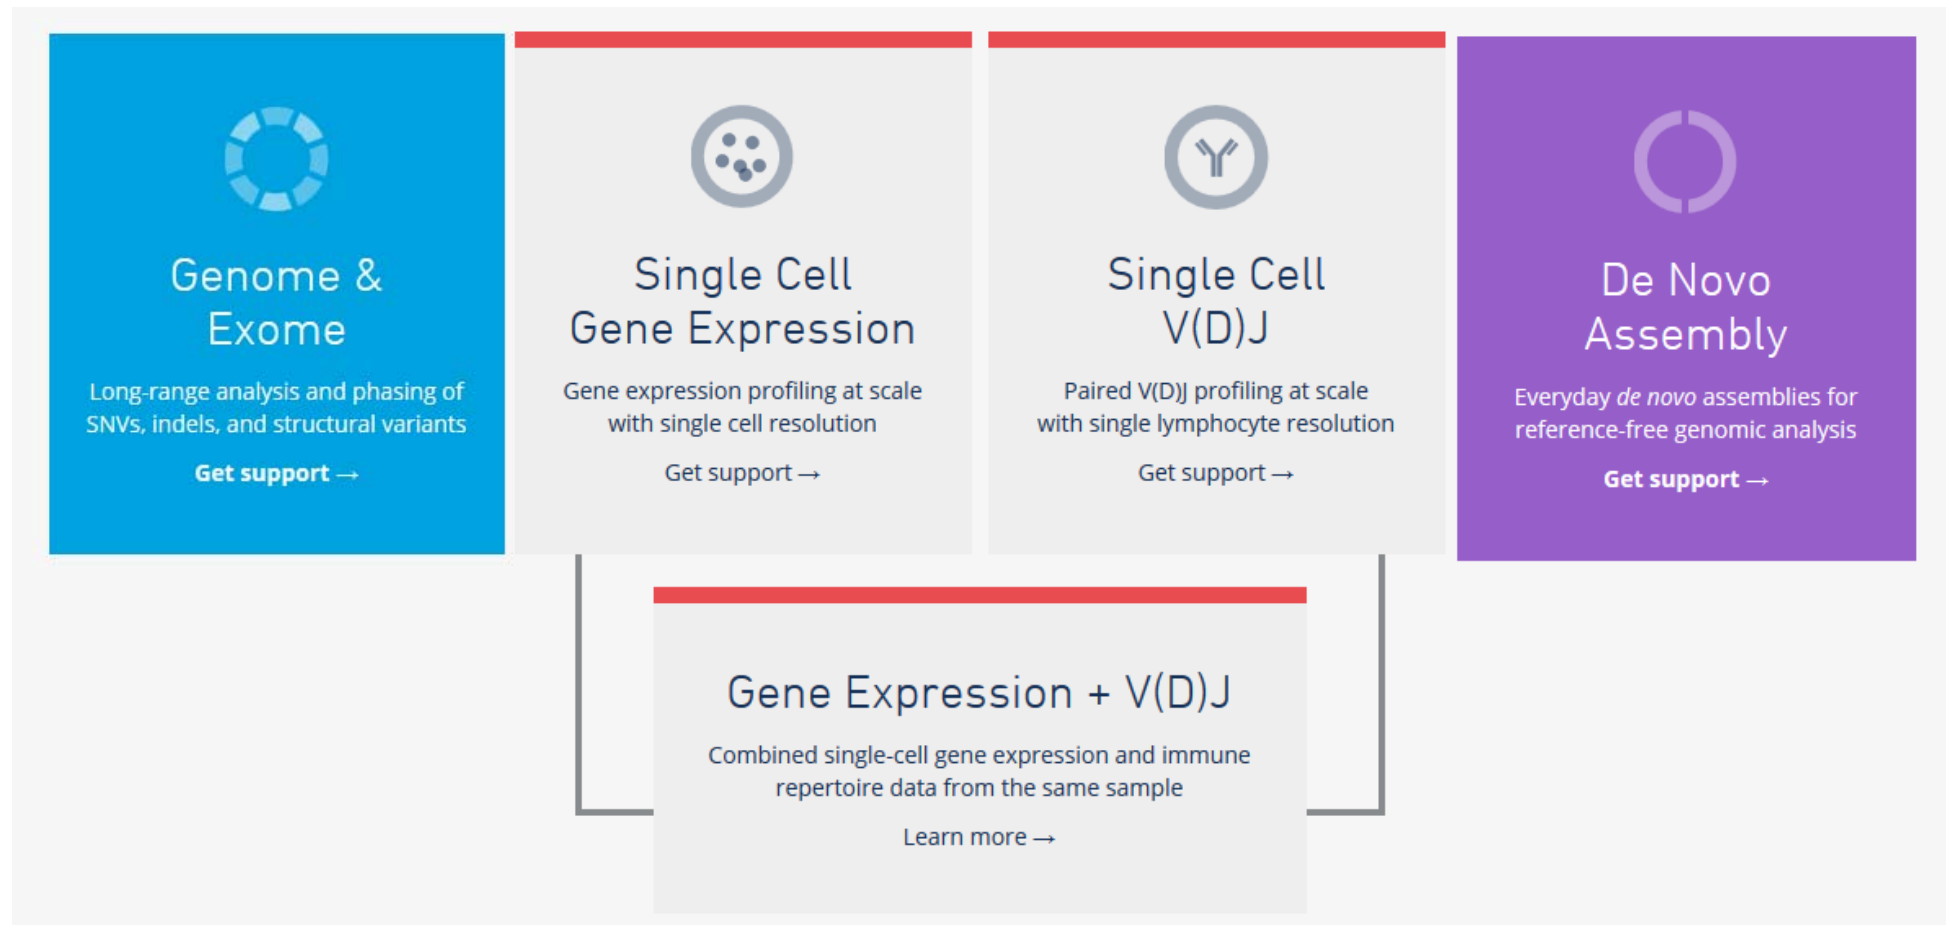 Genome &
Exome
Long-range analysis and phasing of
SNVs, indels, and structural variants
Get support →
Single Cell
Gene Expression
Gene expression profiling at scale
with single cell resolution
Get support →
Single Cell
V(D)J
Paired V(D)J profiling at scale
with single lymphocyte resolution
Get support →
De Novo
Assembly
Everyday de novo assemblies for
reference-free genomic analysis
Get support →
Gene Expression + V(D)J
Combined single-cell gene expression and immune
repertoire data from the same sample
Learn more →